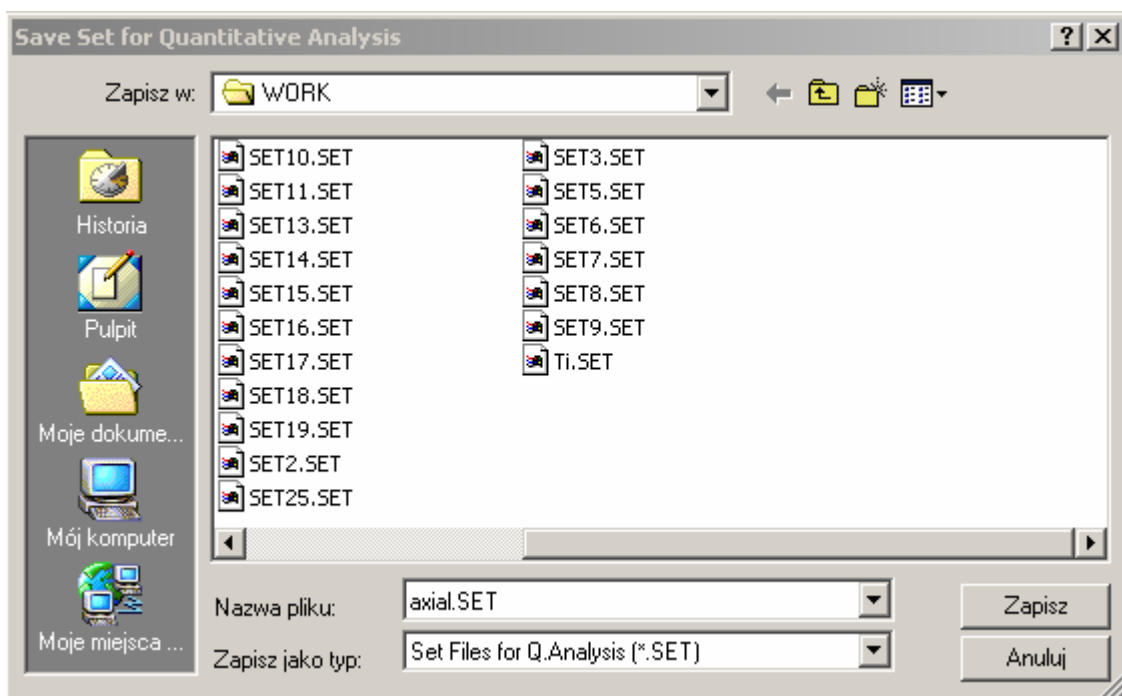 Save Set for Quantitative Analysis
Zapisz w:
WORK
Historia
Pulpit
Moje dokume...
Mój komputer
Moje miejsca ...
SET10.SET
SET11.SET
SET13.SET
SET14.SET
SET15.SET
SET16.SET
SET17.SET
SET18.SET
SET19.SET
SET2.SET
SET25.SET
SET3.SET
SET5.SET
SET6.SET
SET7.SET
SET8.SET
SET9.SET
Ti.SET
Nazwa pliku:
axial.SET
Zapisz
Zapisz jako typ:
Set Files for Q.Analysis (*.SET)
Anuluj